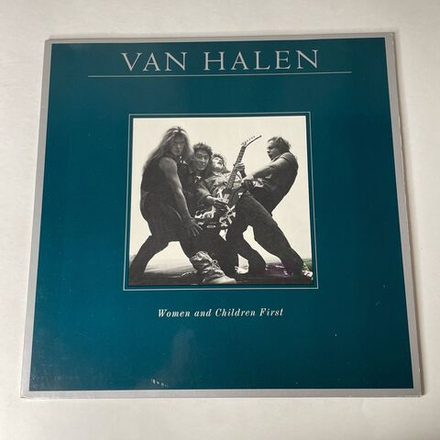 VAN HALEN
Women and Children First